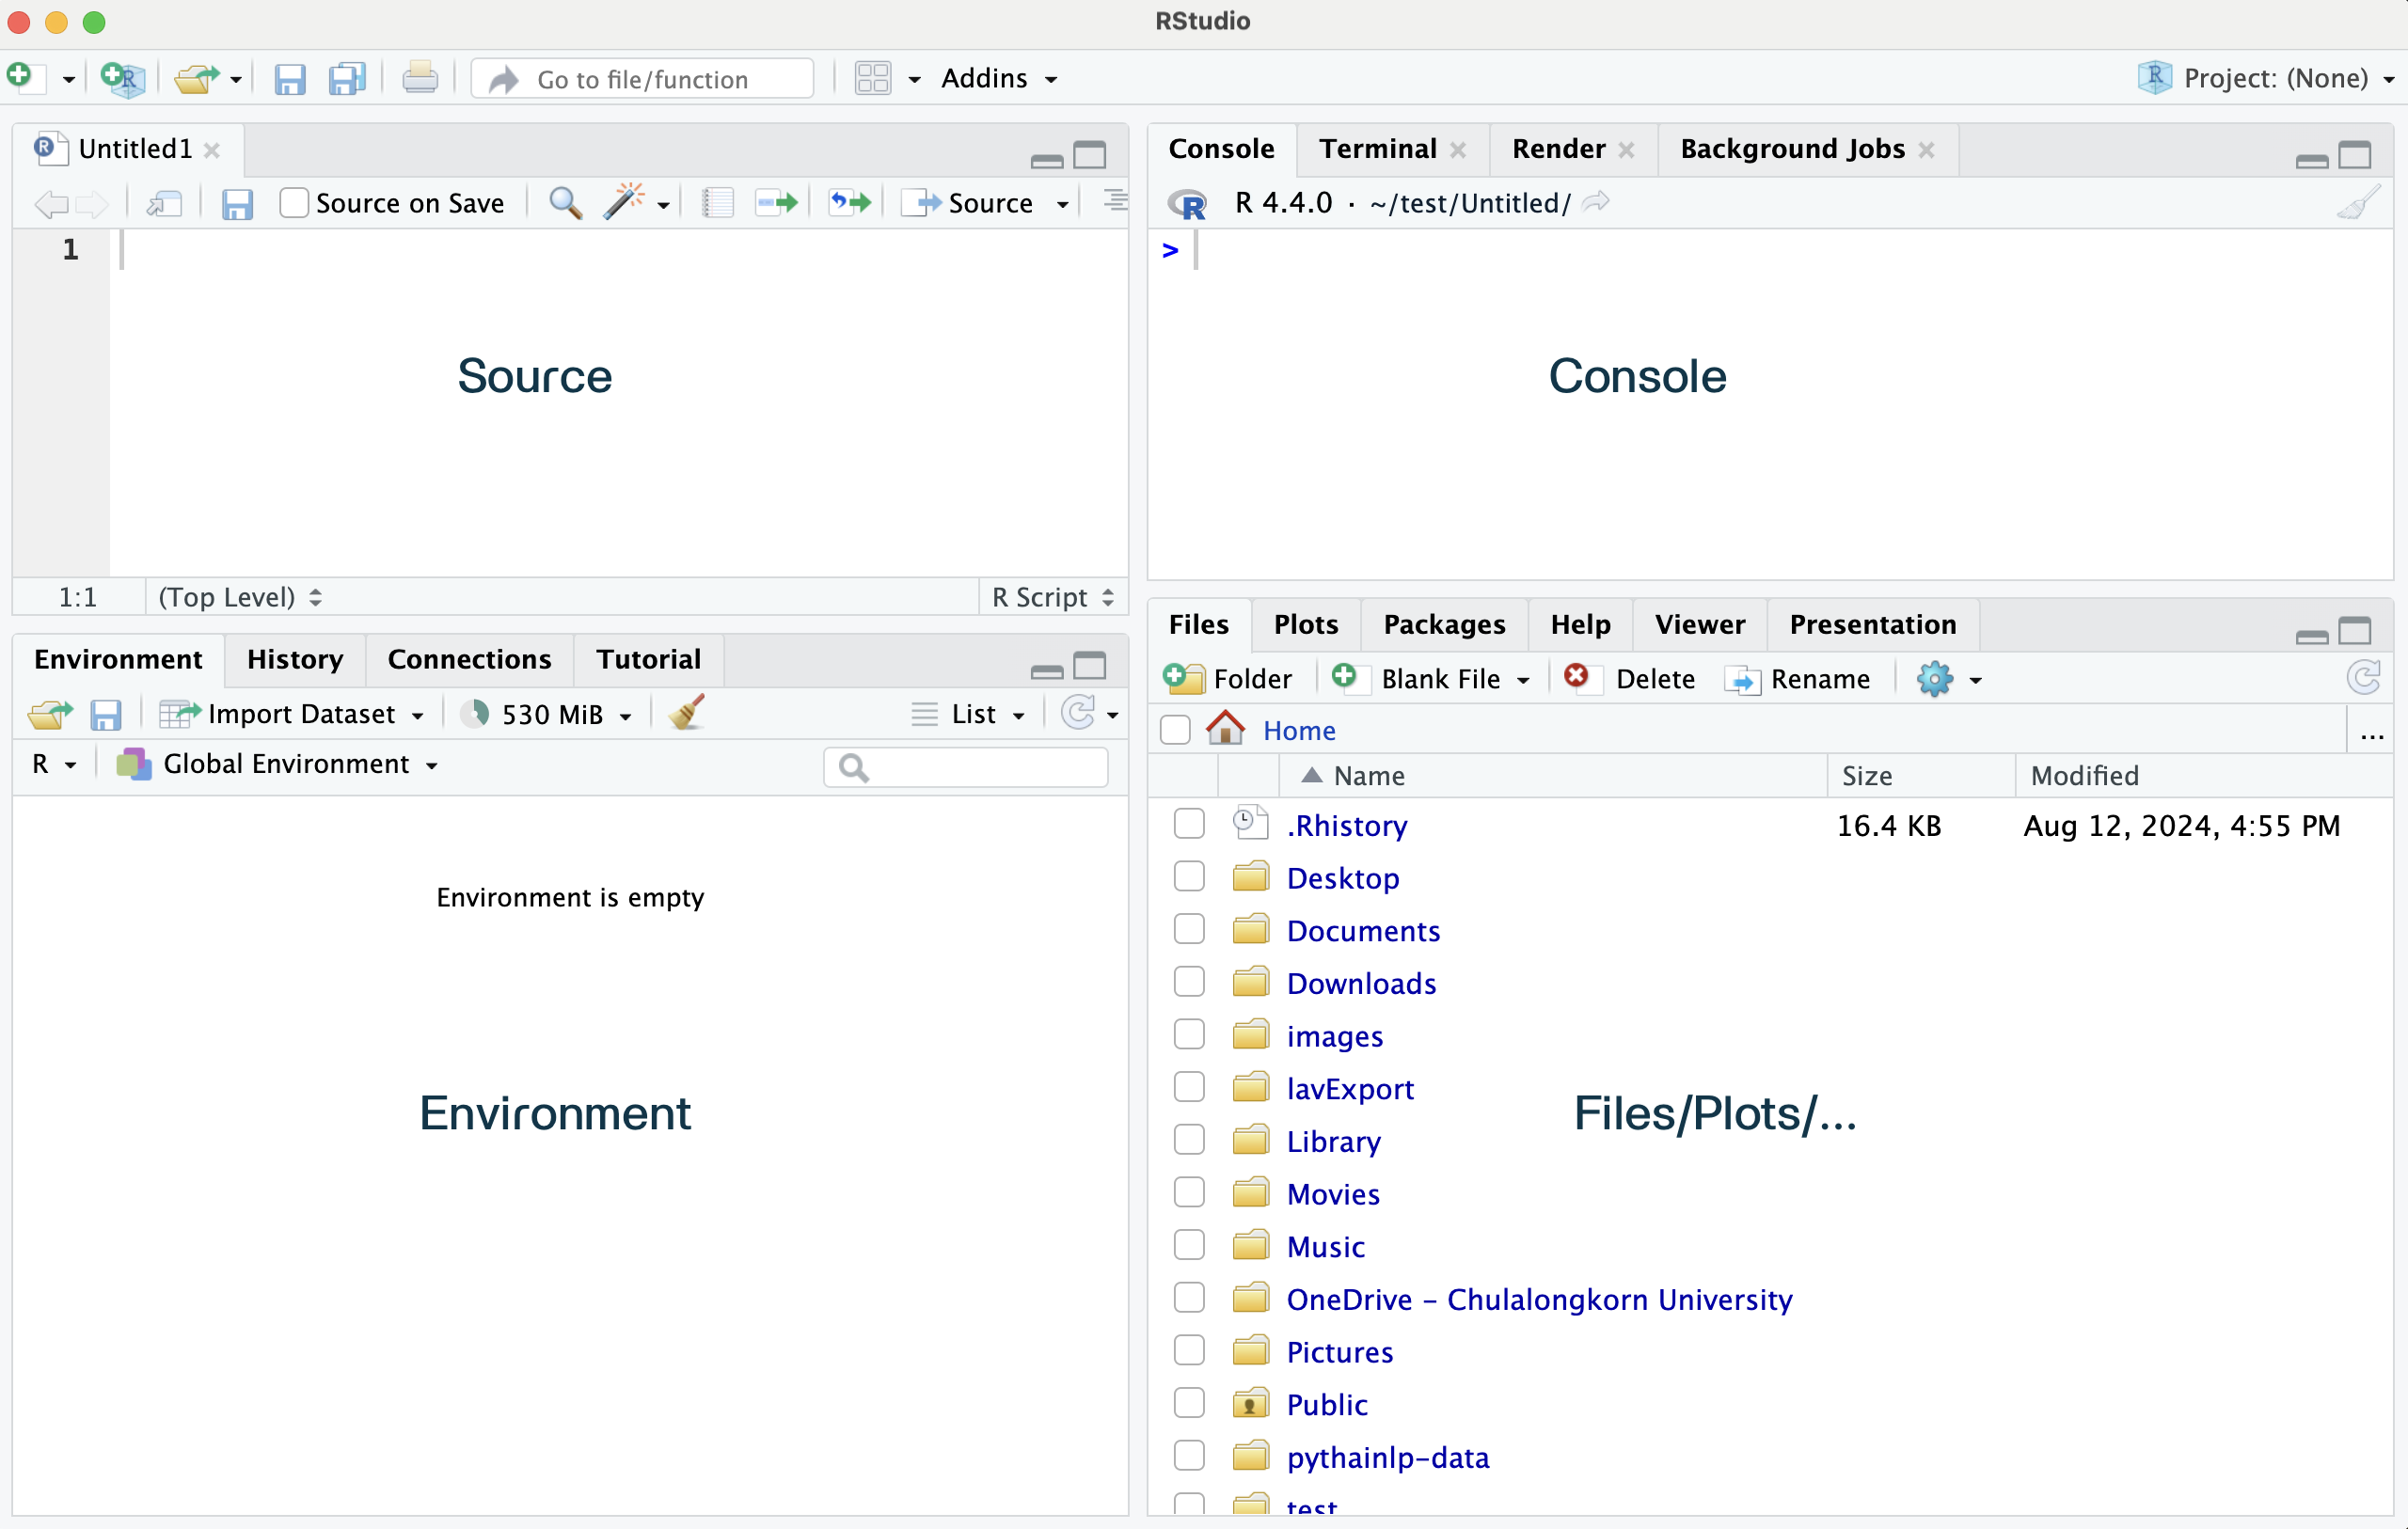 RStudio
Go to file/function
Addins
Project: (None)
Untitled1
Source on Save
Source
1
Source
1:1 (Top Level) R Script
Console Terminal Render Background Jobs
R 4.4.0 · ~/test/Untitled/
>
Console
Environment History Connections Tutorial
Import Dataset 530 MiB List
R Global Environment
Environment is empty
Environment
Files Plots Packages Help Viewer Presentation
Folder Blank File Delete Rename
Home ...
Name Size Modified
.Rhistory 16.4 KB Aug 12, 2024, 4:55 PM
Desktop
Documents
Downloads
images
lavExport
Files/Plots/...
Library
Movies
Music
OneDrive - Chulalongkorn University
Pictures
Public
pythainlp-data
test